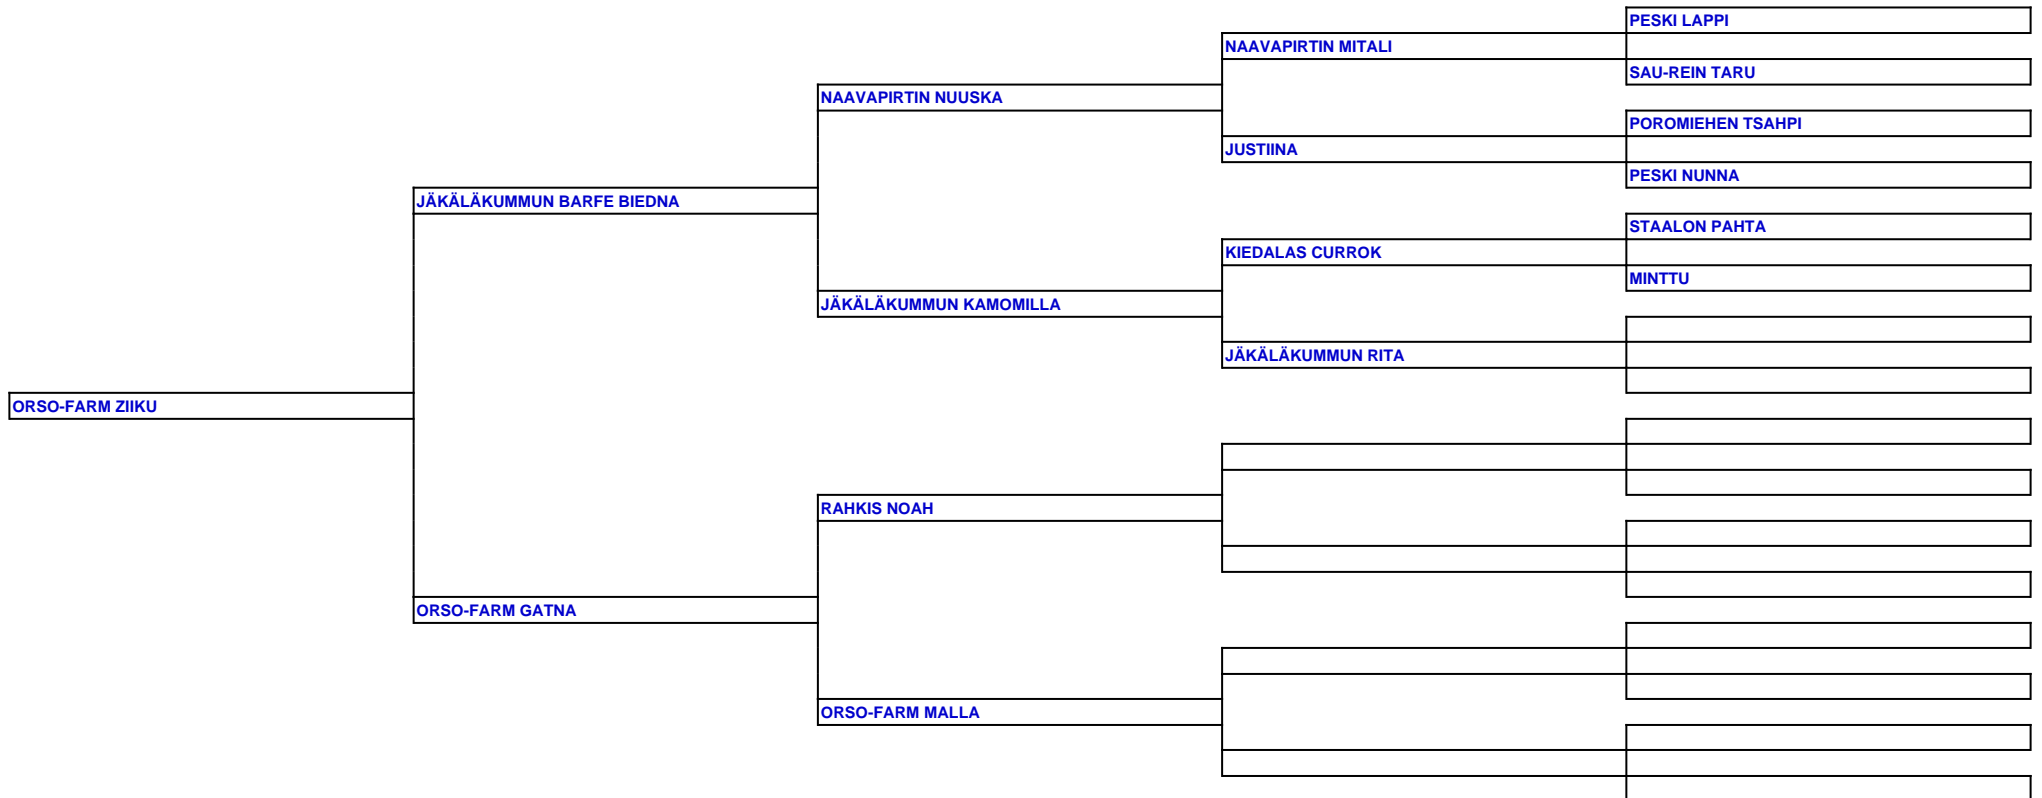 PESKI LAPPI
NAAVAPIRTIN MITALI
SAU-REIN TARU
NAAVAPIRTIN NUUSKA
POROMIEHEN TSAHPI
JUSTIINA
PESKI NUNNA
JÄKÄLÄKUMMUN BARFE BIEDNA
STAALON PAHTA
KIEDALAS CURROK
MINTTU
JÄKÄLÄKUMMUN KAMOMILLA
JÄKÄLÄKUMMUN RITA
ORSO-FARM ZIIKU
RAHKIS NOAH
ORSO-FARM GATNA
ORSO-FARM MALLA